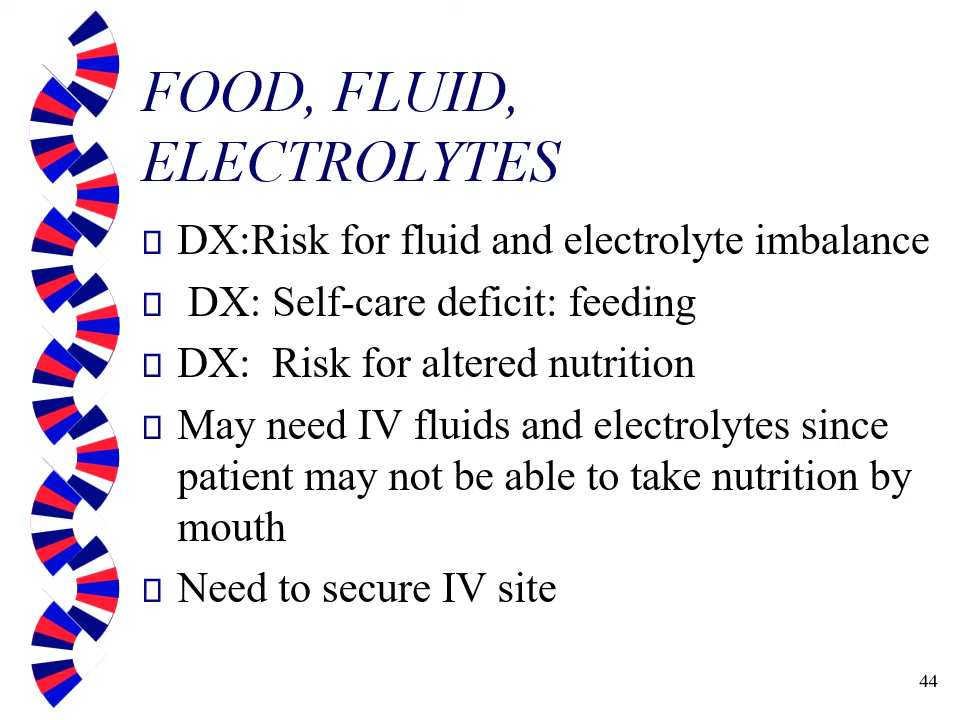 FOOD, FLUID,
ELECTROLYTES
DX:Risk for fluid and electrolyte imbalance
DX: Self-care deficit: feeding
DX:  Risk for altered nutrition
May need IV fluids and electrolytes since
patient may not be able to take nutrition by
mouth
Need to secure IV site
44